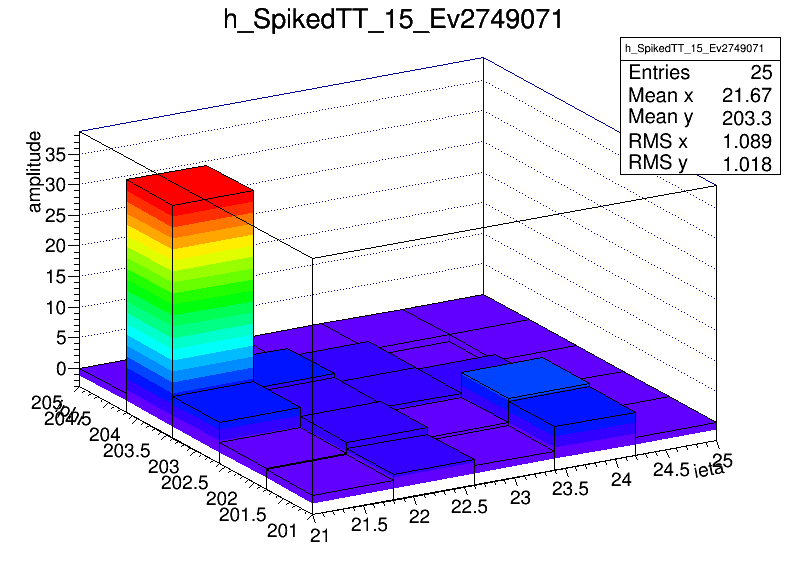 h_SpikedTT_15_Ev2749071
h_SpikedTT_15_Ev2749071
Entries 25
Mean x 21.67
Mean y 203.3
RMS x 1.089
RMS y 1.018
amplitude
35
30
25
20
15
10
5
0
205
204.5
204
203.5
203
202.5
202
201.5
201
21
21.5
22
22.5
23
23.5
24
24.5
25
ieta